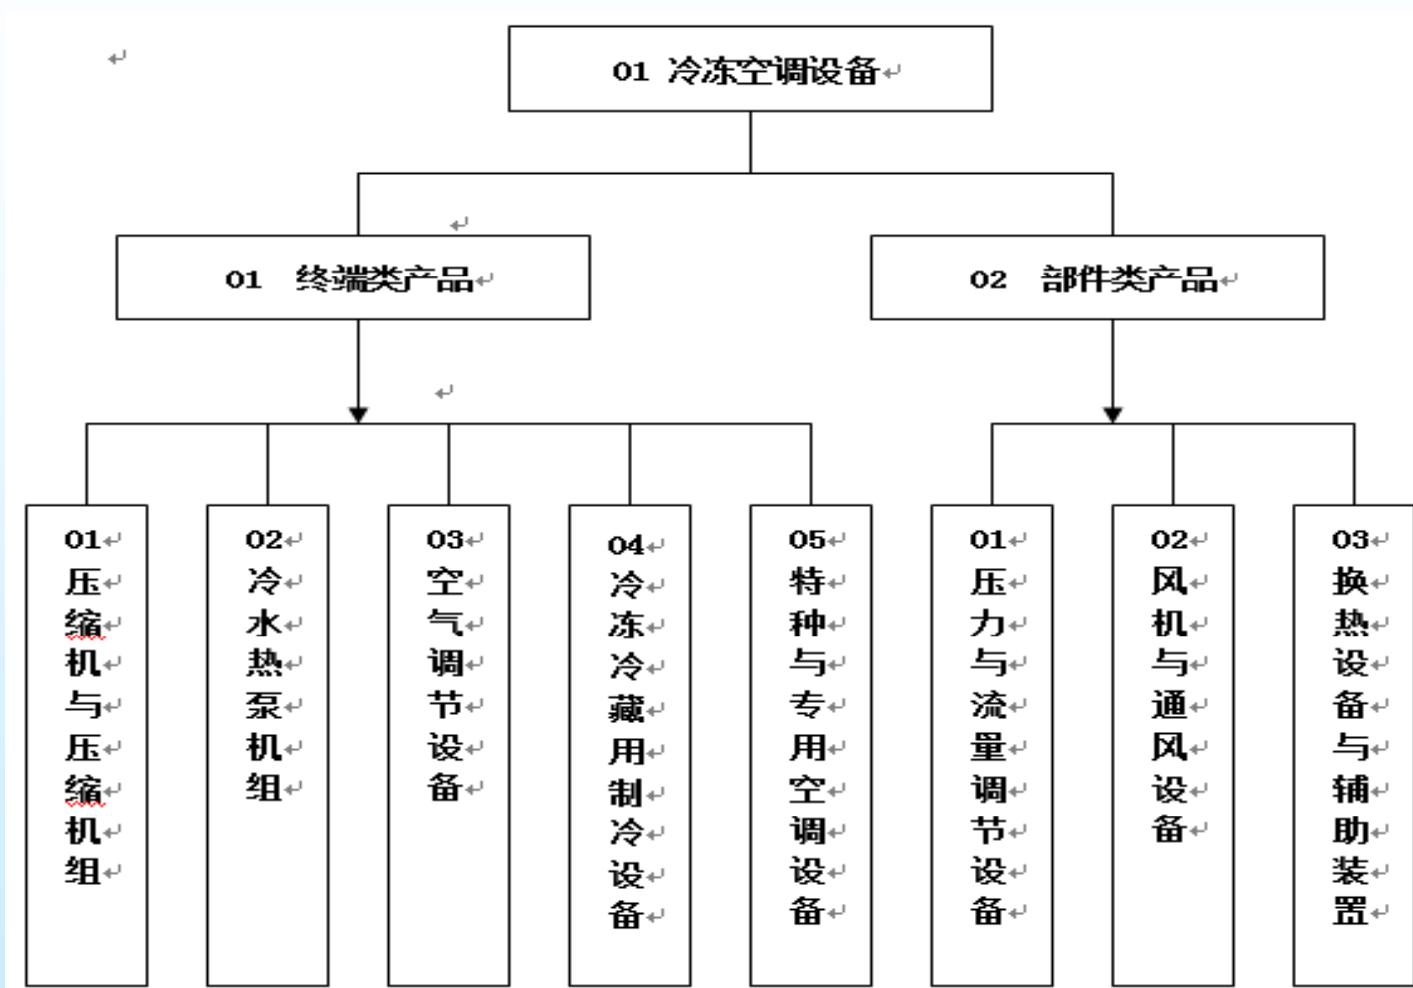 01 冷冻空调设备
01 终端类产品
02 部件类产品
01
压缩机与压缩机组
02
冷水热泵机组
03
空气调节设备
04
冷冻冷藏用制冷设备
05
特种与专用空调设备
01
压力与流量调节设备
02
风机与通风设备
03
换热设备与辅助装置